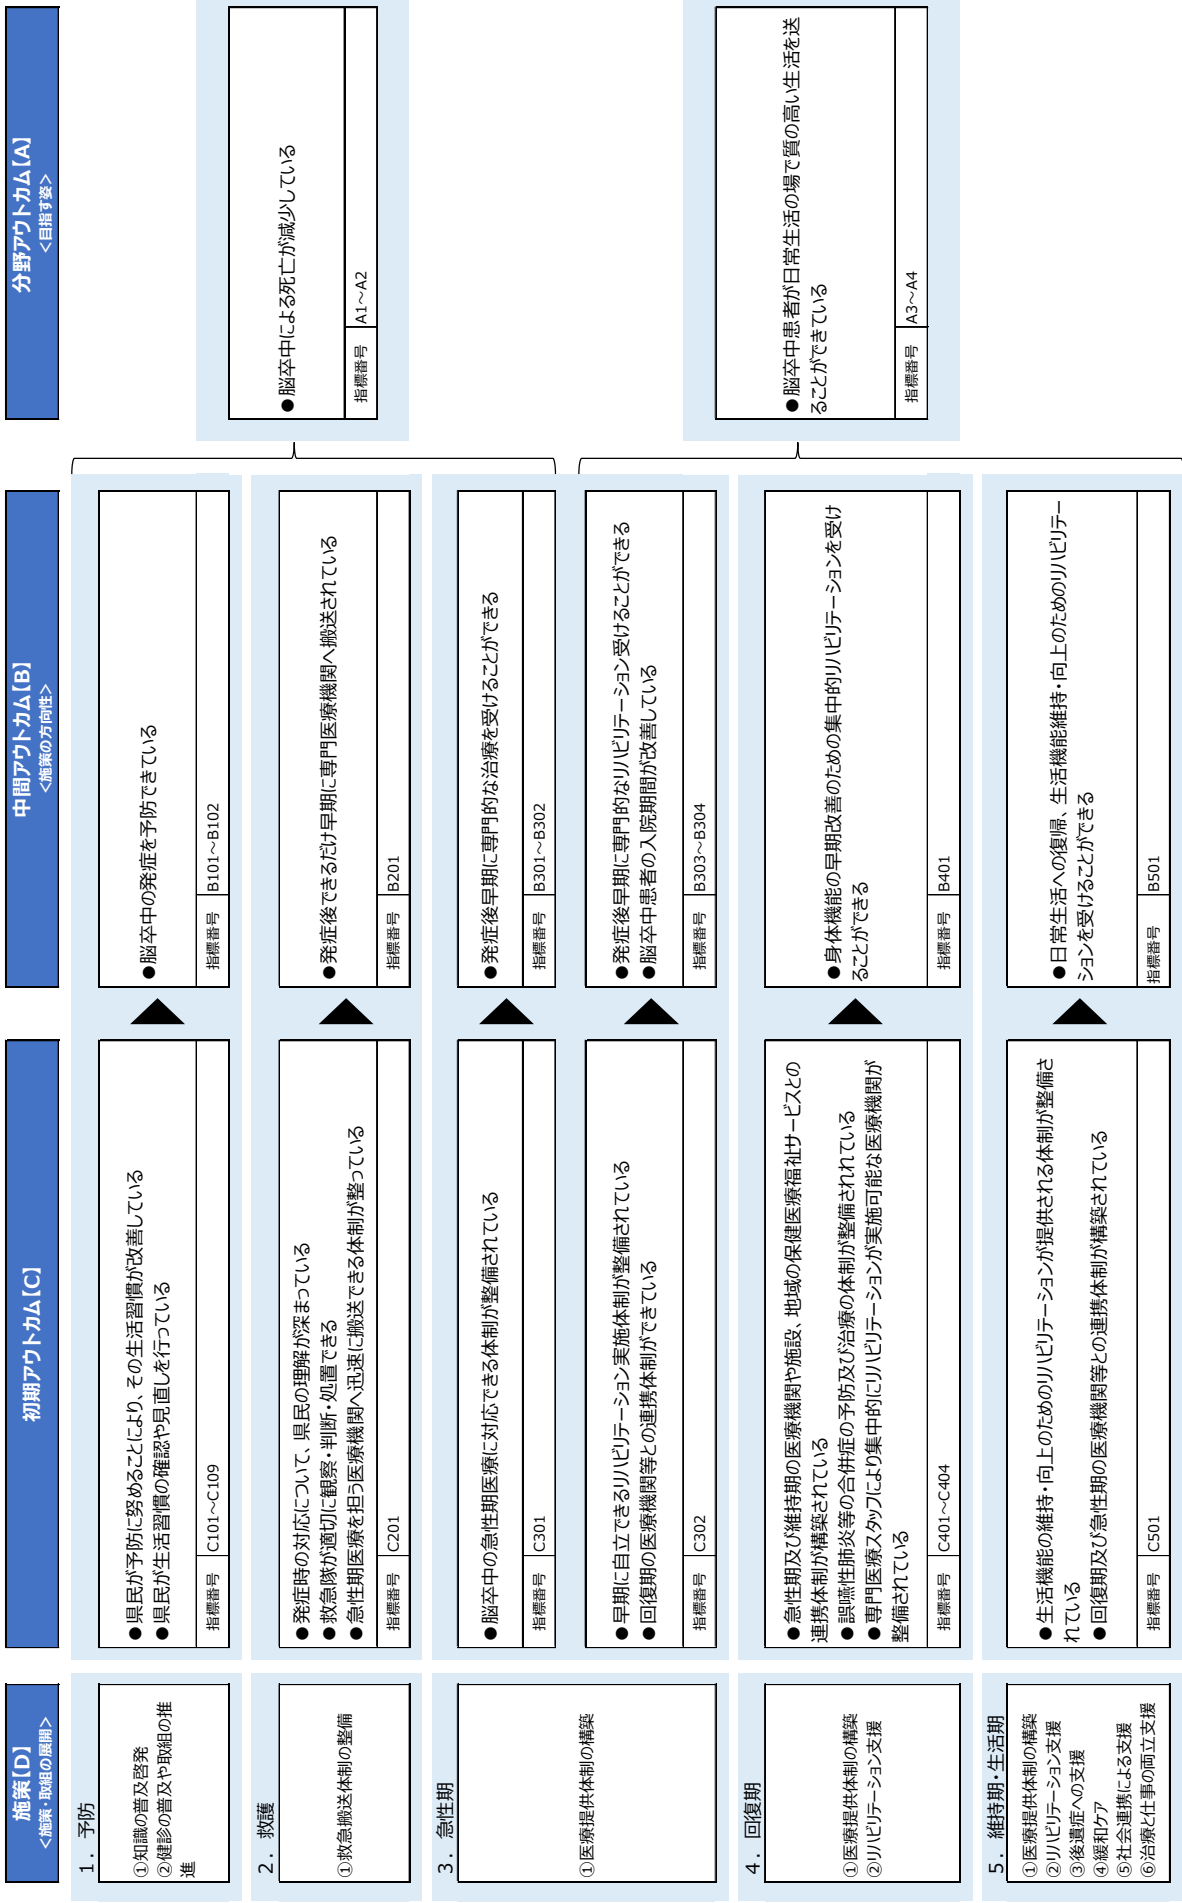 施策【D】
＜施策・取組の展開＞
初期アウトカム【C】
中間アウトカム【B】
＜施策の方向性＞
分野アウトカム【A】
＜目指す姿＞
１．予防
①知識の普及啓発
②健診の普及や取組の推
進
●県民が予防に努めることにより、その生活習慣が改善している
●県民が生活習慣の確認や見直しを行っている
指標番号 C101～C109
●脳卒中の発症を予防できている
指標番号 B101～B102
２．救護
①救急搬送体制の整備
●発症時の対応について、県民の理解が深まっている
●救急隊が適切に観察・判断・処置できる
●急性期医療を担う医療機関へ迅速に搬送できる体制が整っている
指標番号 C201
●発症後できるだけ早期に専門医療機関へ搬送されている
指標番号 B201
●脳卒中による死亡が減少している
指標番号 A1～A2
３．急性期
①医療提供体制の構築
●脳卒中の急性期医療に対応できる体制が整備されている
指標番号 C301
●発症後早期に専門的な治療を受けることができる
指標番号 B301～B302
●早期に自立できるリハビリテーション実施体制が整備されている
●回復期の医療機関等との連携体制ができている
指標番号 C302
●発症後早期に専門的なリハビリテーション受けることができる
●脳卒中患者の入院期間が改善している
指標番号 B303～B304
４．回復期
①医療提供体制の構築
②リハビリテーション支援
●急性期及び維持期の医療機関や施設、地域の保健医療福祉サービスとの
連携体制が構築されている
●誤嚥性肺炎等の合併症の予防及び治療の体制が整備されれている
●専門医療スタッフにより集中的にリハビリテーションが実施可能な医療機関が
整備されている
指標番号 C401～C404
●身体機能の早期改善のための集中的リハビリテーションを受け
ることができる
指標番号 B401
●脳卒中患者が日常生活の場で質の高い生活を送
ることができている
指標番号 A3～A4
５．維持期・生活期
①医療提供体制の構築
②リハビリテーション支援
③後遺症への支援
④緩和ケア
⑤社会連携による支援
⑥治療と仕事の両立支援
●生活機能の維持・向上のためのリハビリテーションが提供される体制が整備さ
れている
●回復期及び急性期の医療機関等との連携体制が構築されている
指標番号 C501
●日常生活への復帰、生活機能維持・向上のためのリハビリテー
ションを受けることができる
指標番号 B501